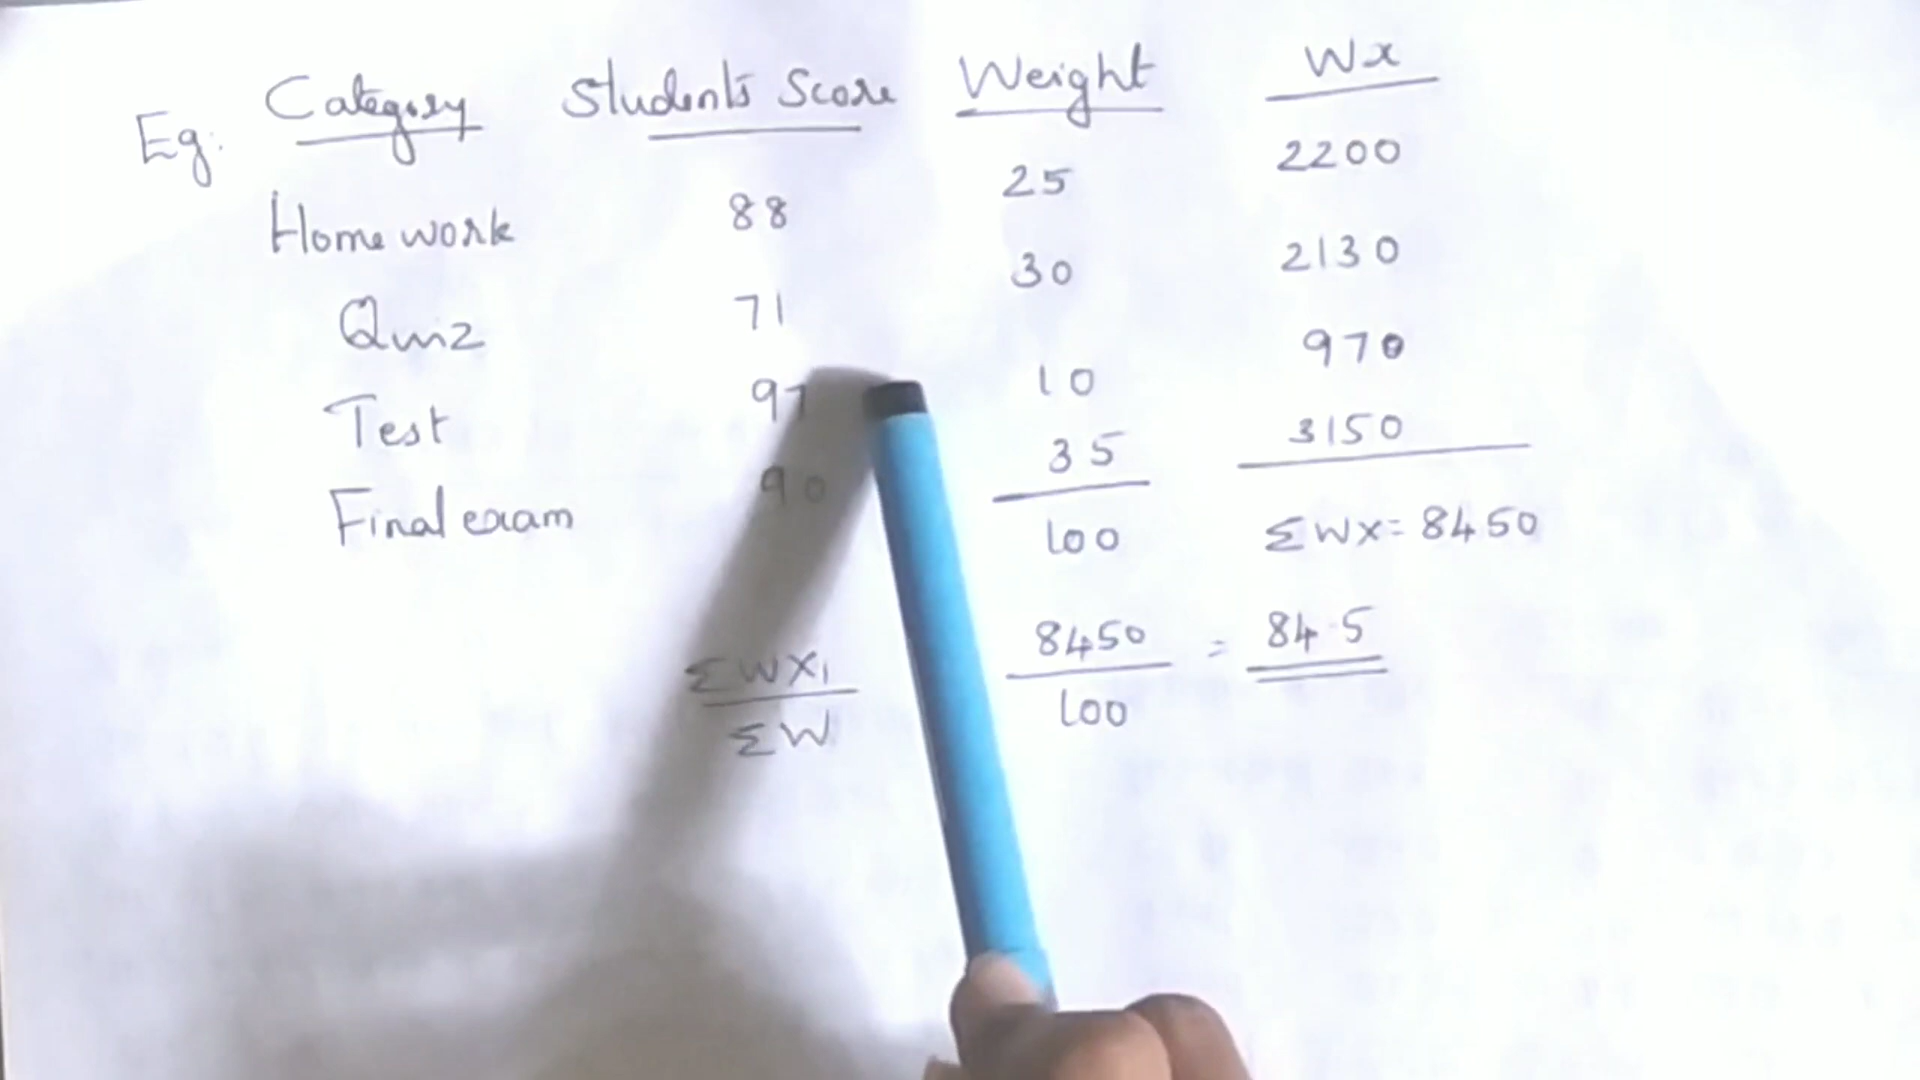 Eg: Category Student's Score Weight Wx
Homework 88 25 2200
Quiz 71 30 2130
Test 97 10 970
Final exam 90 35 3150
100 ΣWX = 8450
ΣWX₁ / ΣW 8450 / 100 = 84.5